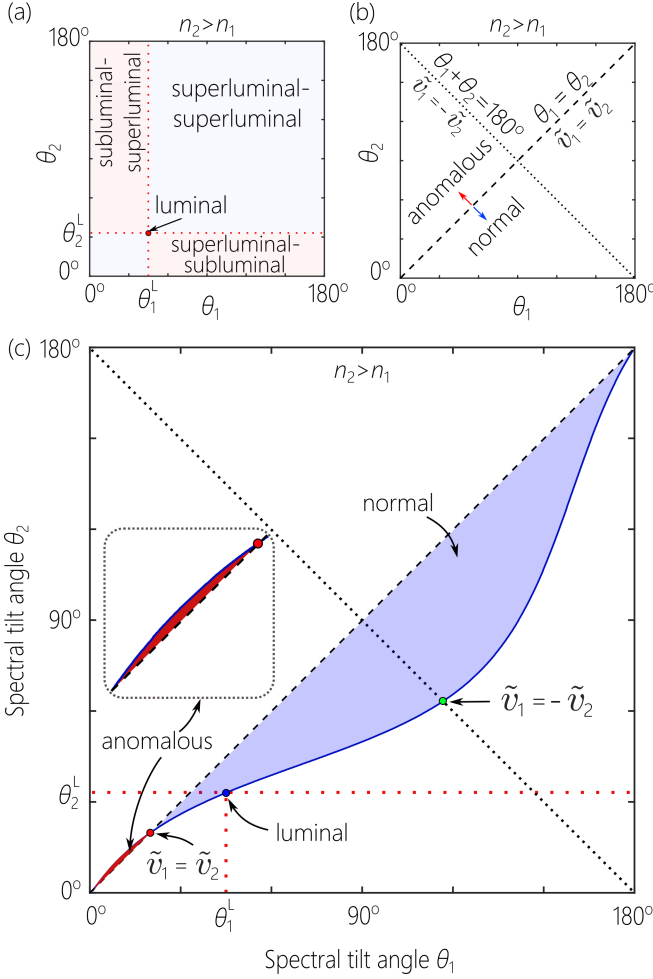 (a)
n₂>n₁
180°
subluminal-
superluminal
superluminal-
superluminal
θ₂
luminal
θ₂ᴸ
superluminal-
subluminal
0°
0°
θ₁ᴸ
θ₁
180°
(b)
n₂>n₁
180°
θ₁+θ₂=180°
ṽ₁=-ṽ₂
θ₁=θ₂
ṽ₁=ṽ₂
θ₂
anomalous
normal
0°
0°
θ₁
180°
(c)
180°
n₂>n₁
normal
Spectral tilt angle θ₂
90°
ṽ₁=-ṽ₂
anomalous
θ₂ᴸ
luminal
ṽ₁=ṽ₂
0°
0°
θ₁ᴸ
90°
180°
Spectral tilt angle θ₁